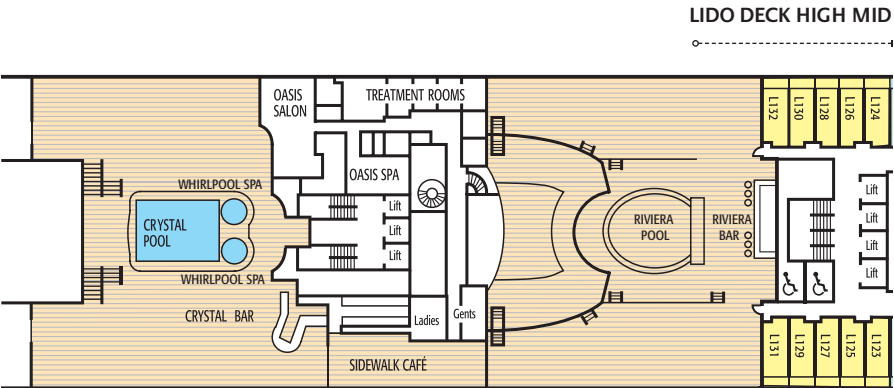 LIDO DECK HIGH MID
OASIS
SALON
TREATMENT ROOMS
L132
L130
L128
L126
L124
OASIS SPA
WHIRLPOOL SPA
CRYSTAL
POOL
Lift
Lift
Lift
RIVIERA
POOL
RIVIERA
BAR
Lift
Lift
Lift
Lift
WHIRLPOOL SPA
CRYSTAL BAR
Ladies
Gents
SIDEWALK CAFÉ
L131
L129
L127
L125
L123